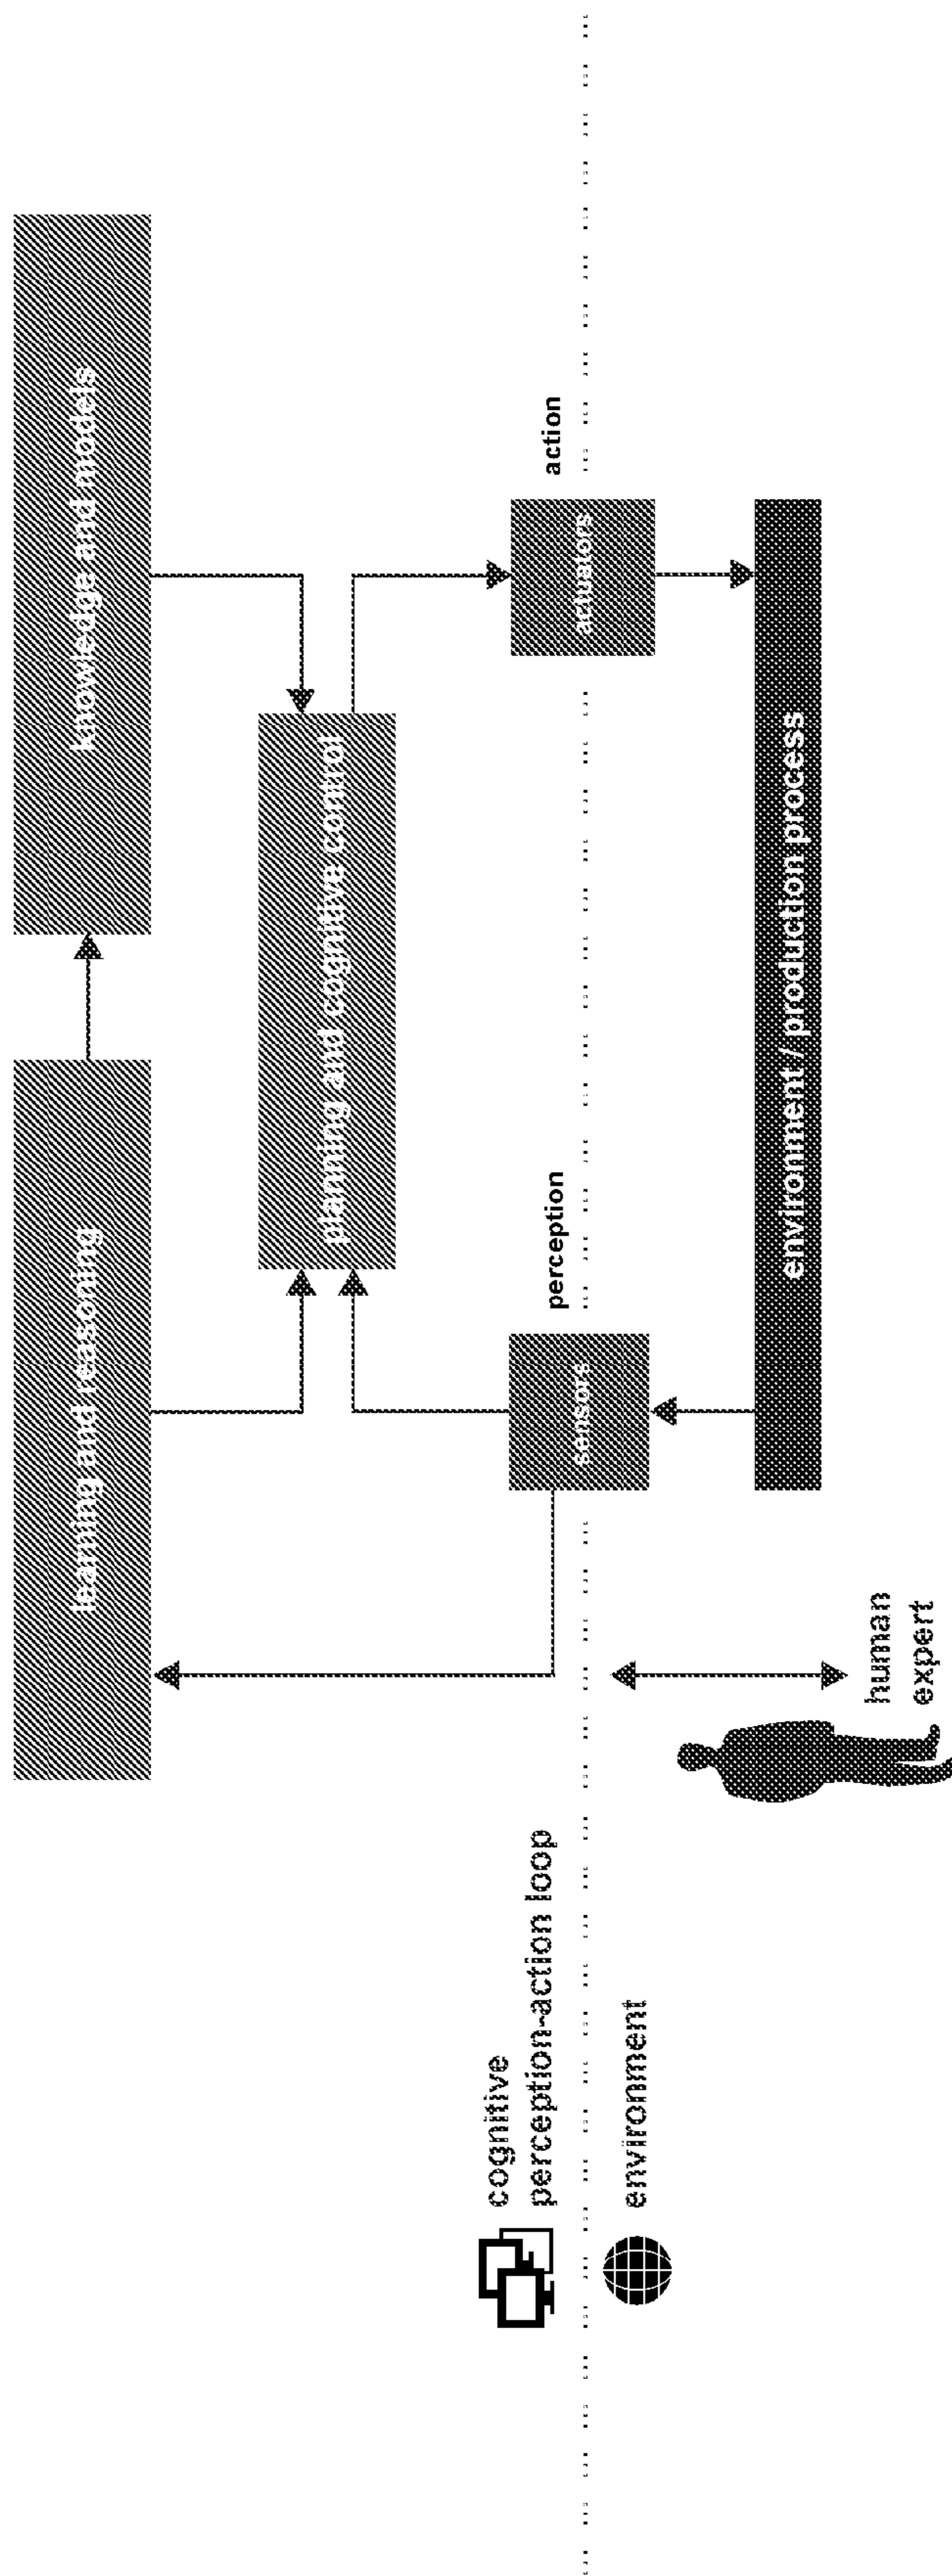 learning and reasoning
knowledge and models
planning and cognitive control
cognitive
perception-action loop
perception
action
sensors
actuators
environment
environment / production process
human
expert